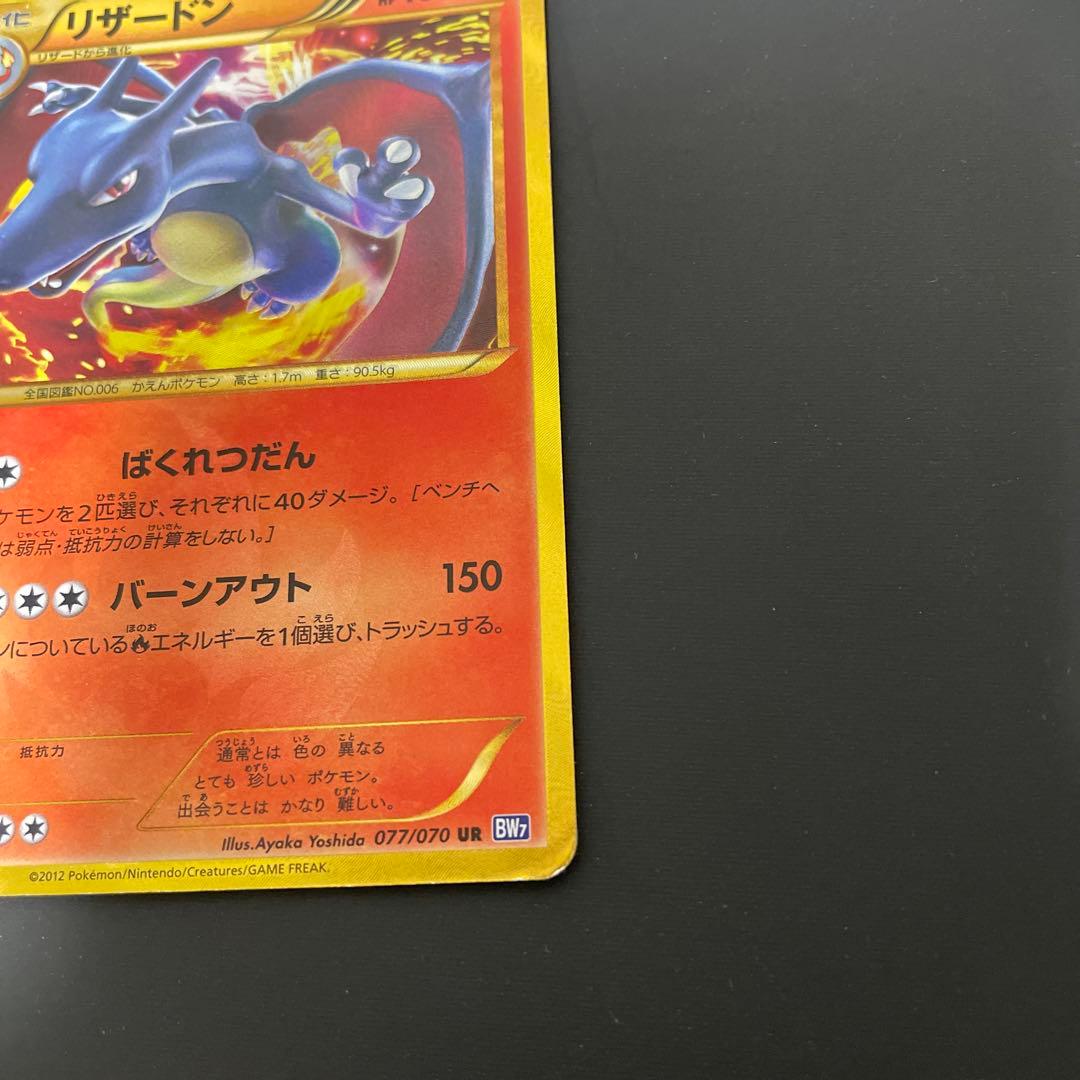 化 リザードン HP
リザードから進化
全国図鑑NO.006 かえんポケモン 高さ:1.7m 重さ:90.5kg
ばくれつだん
ケモンを2匹選び、それぞれに40ダメージ。[ベンチへ
は弱点・抵抗力の計算をしない。]
バーンアウト 150
ンについている エネルギーを1個選び、トラッシュする。
抵抗力
通常とは 色の 異なる
とても 珍しい ポケモン。
出会うことは かなり 難しい。
Illus.Ayaka Yoshida 077/070 UR BW7
©2012 Pokémon/Nintendo/Creatures/GAME FREAK.